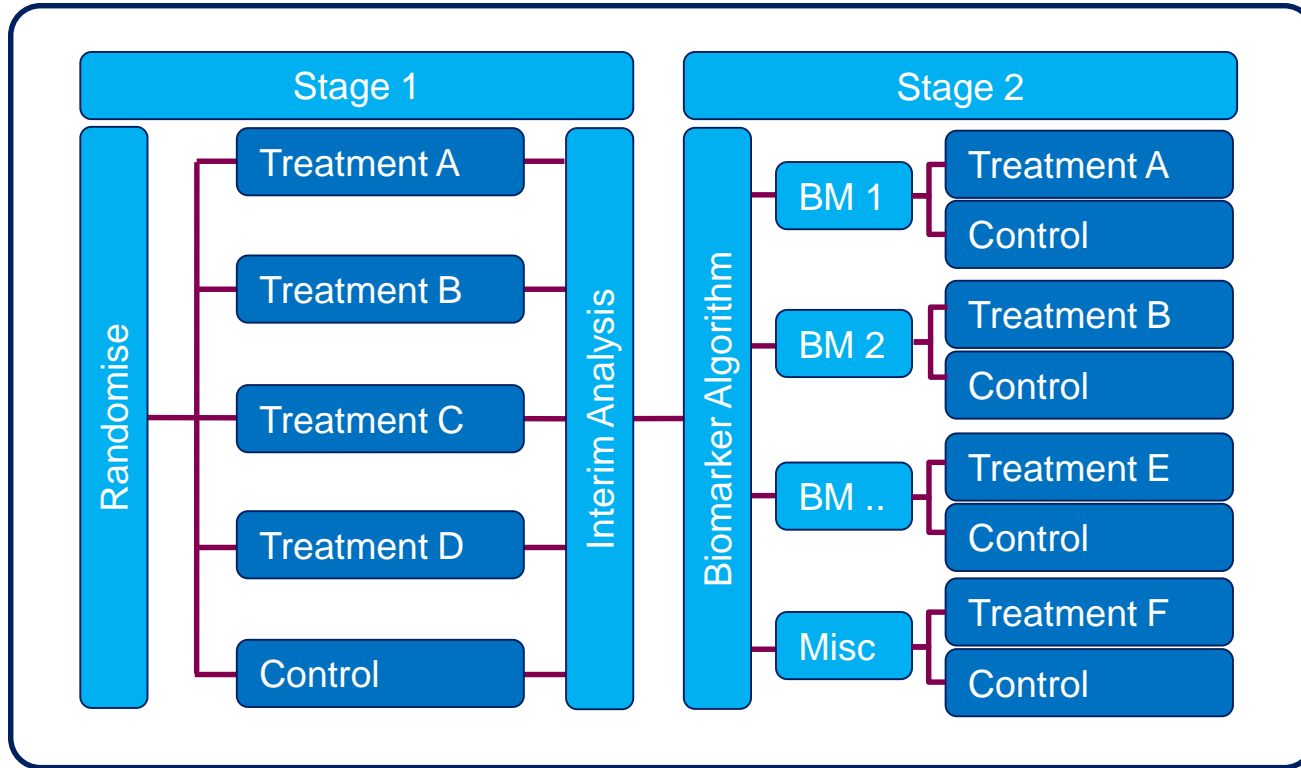 Stage 1
Stage 2
Randomise
Treatment A
Treatment B
Treatment C
Treatment D
Control
Interim Analysis
Biomarker Algorithm
BM 1
Treatment A
Control
BM 2
Treatment B
Control
BM ..
Treatment E
Control
Misc
Treatment F
Control